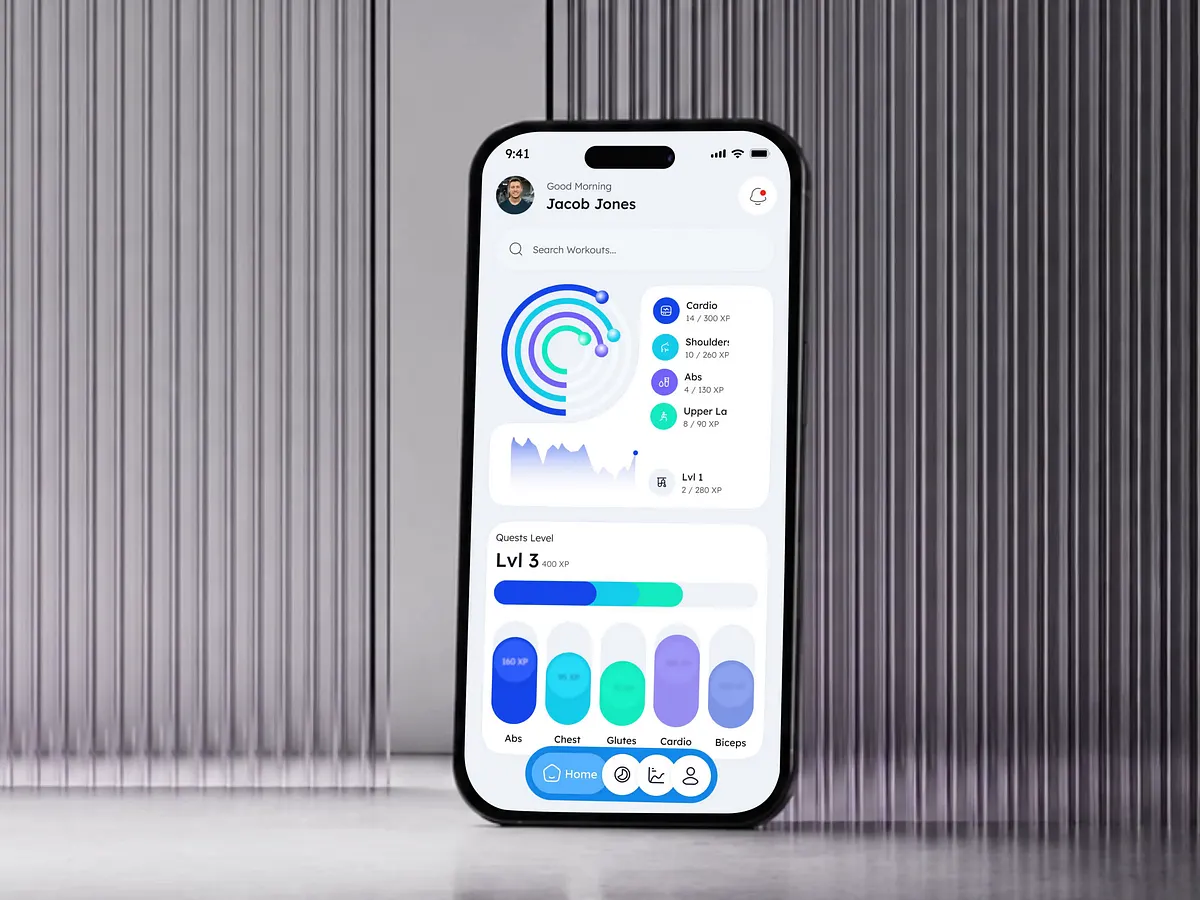 9:41
Good Morning
Jacob Jones
Search Workouts...
Cardio
14 / 300 XP
Shoulders
10 / 260 XP
Abs
4 / 130 XP
Upper La
8 / 90 XP
Lvl 1
2 / 280 XP
Quests Level
Lvl 3 400 XP
160 XP
Abs
Chest
Glutes
Cardio
Biceps
Home